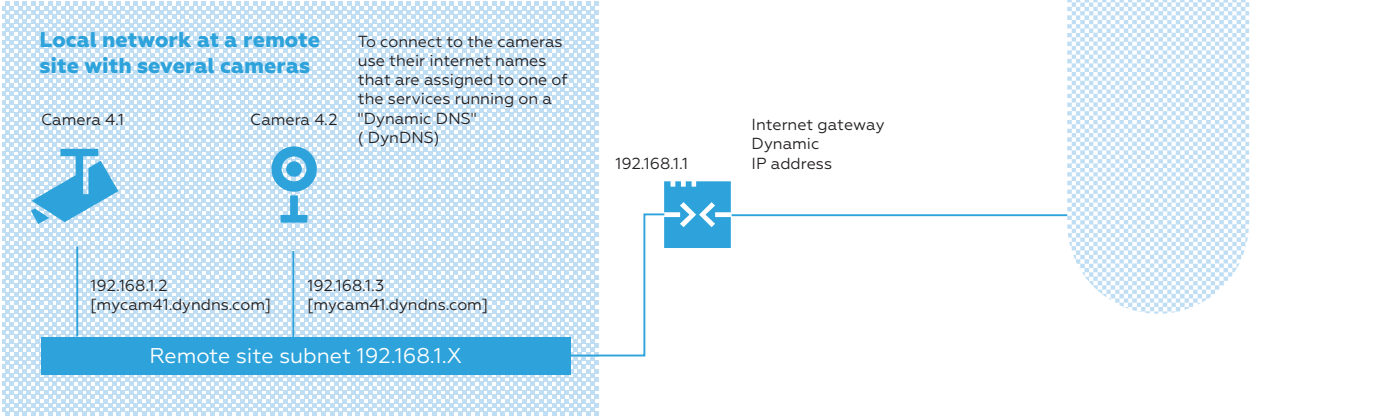 Local network at a remote
site with several cameras
To connect to the cameras
use their internet names
that are assigned to one of
the services running on a
"Dynamic DNS"
( DynDNS)
Camera 4.1
Camera 4.2
192.168.1.2
[mycam41.dyndns.com]
192.168.1.3
[mycam41.dyndns.com]
Remote site subnet 192.168.1.X
192.168.1.1
Internet gateway
Dynamic
IP address